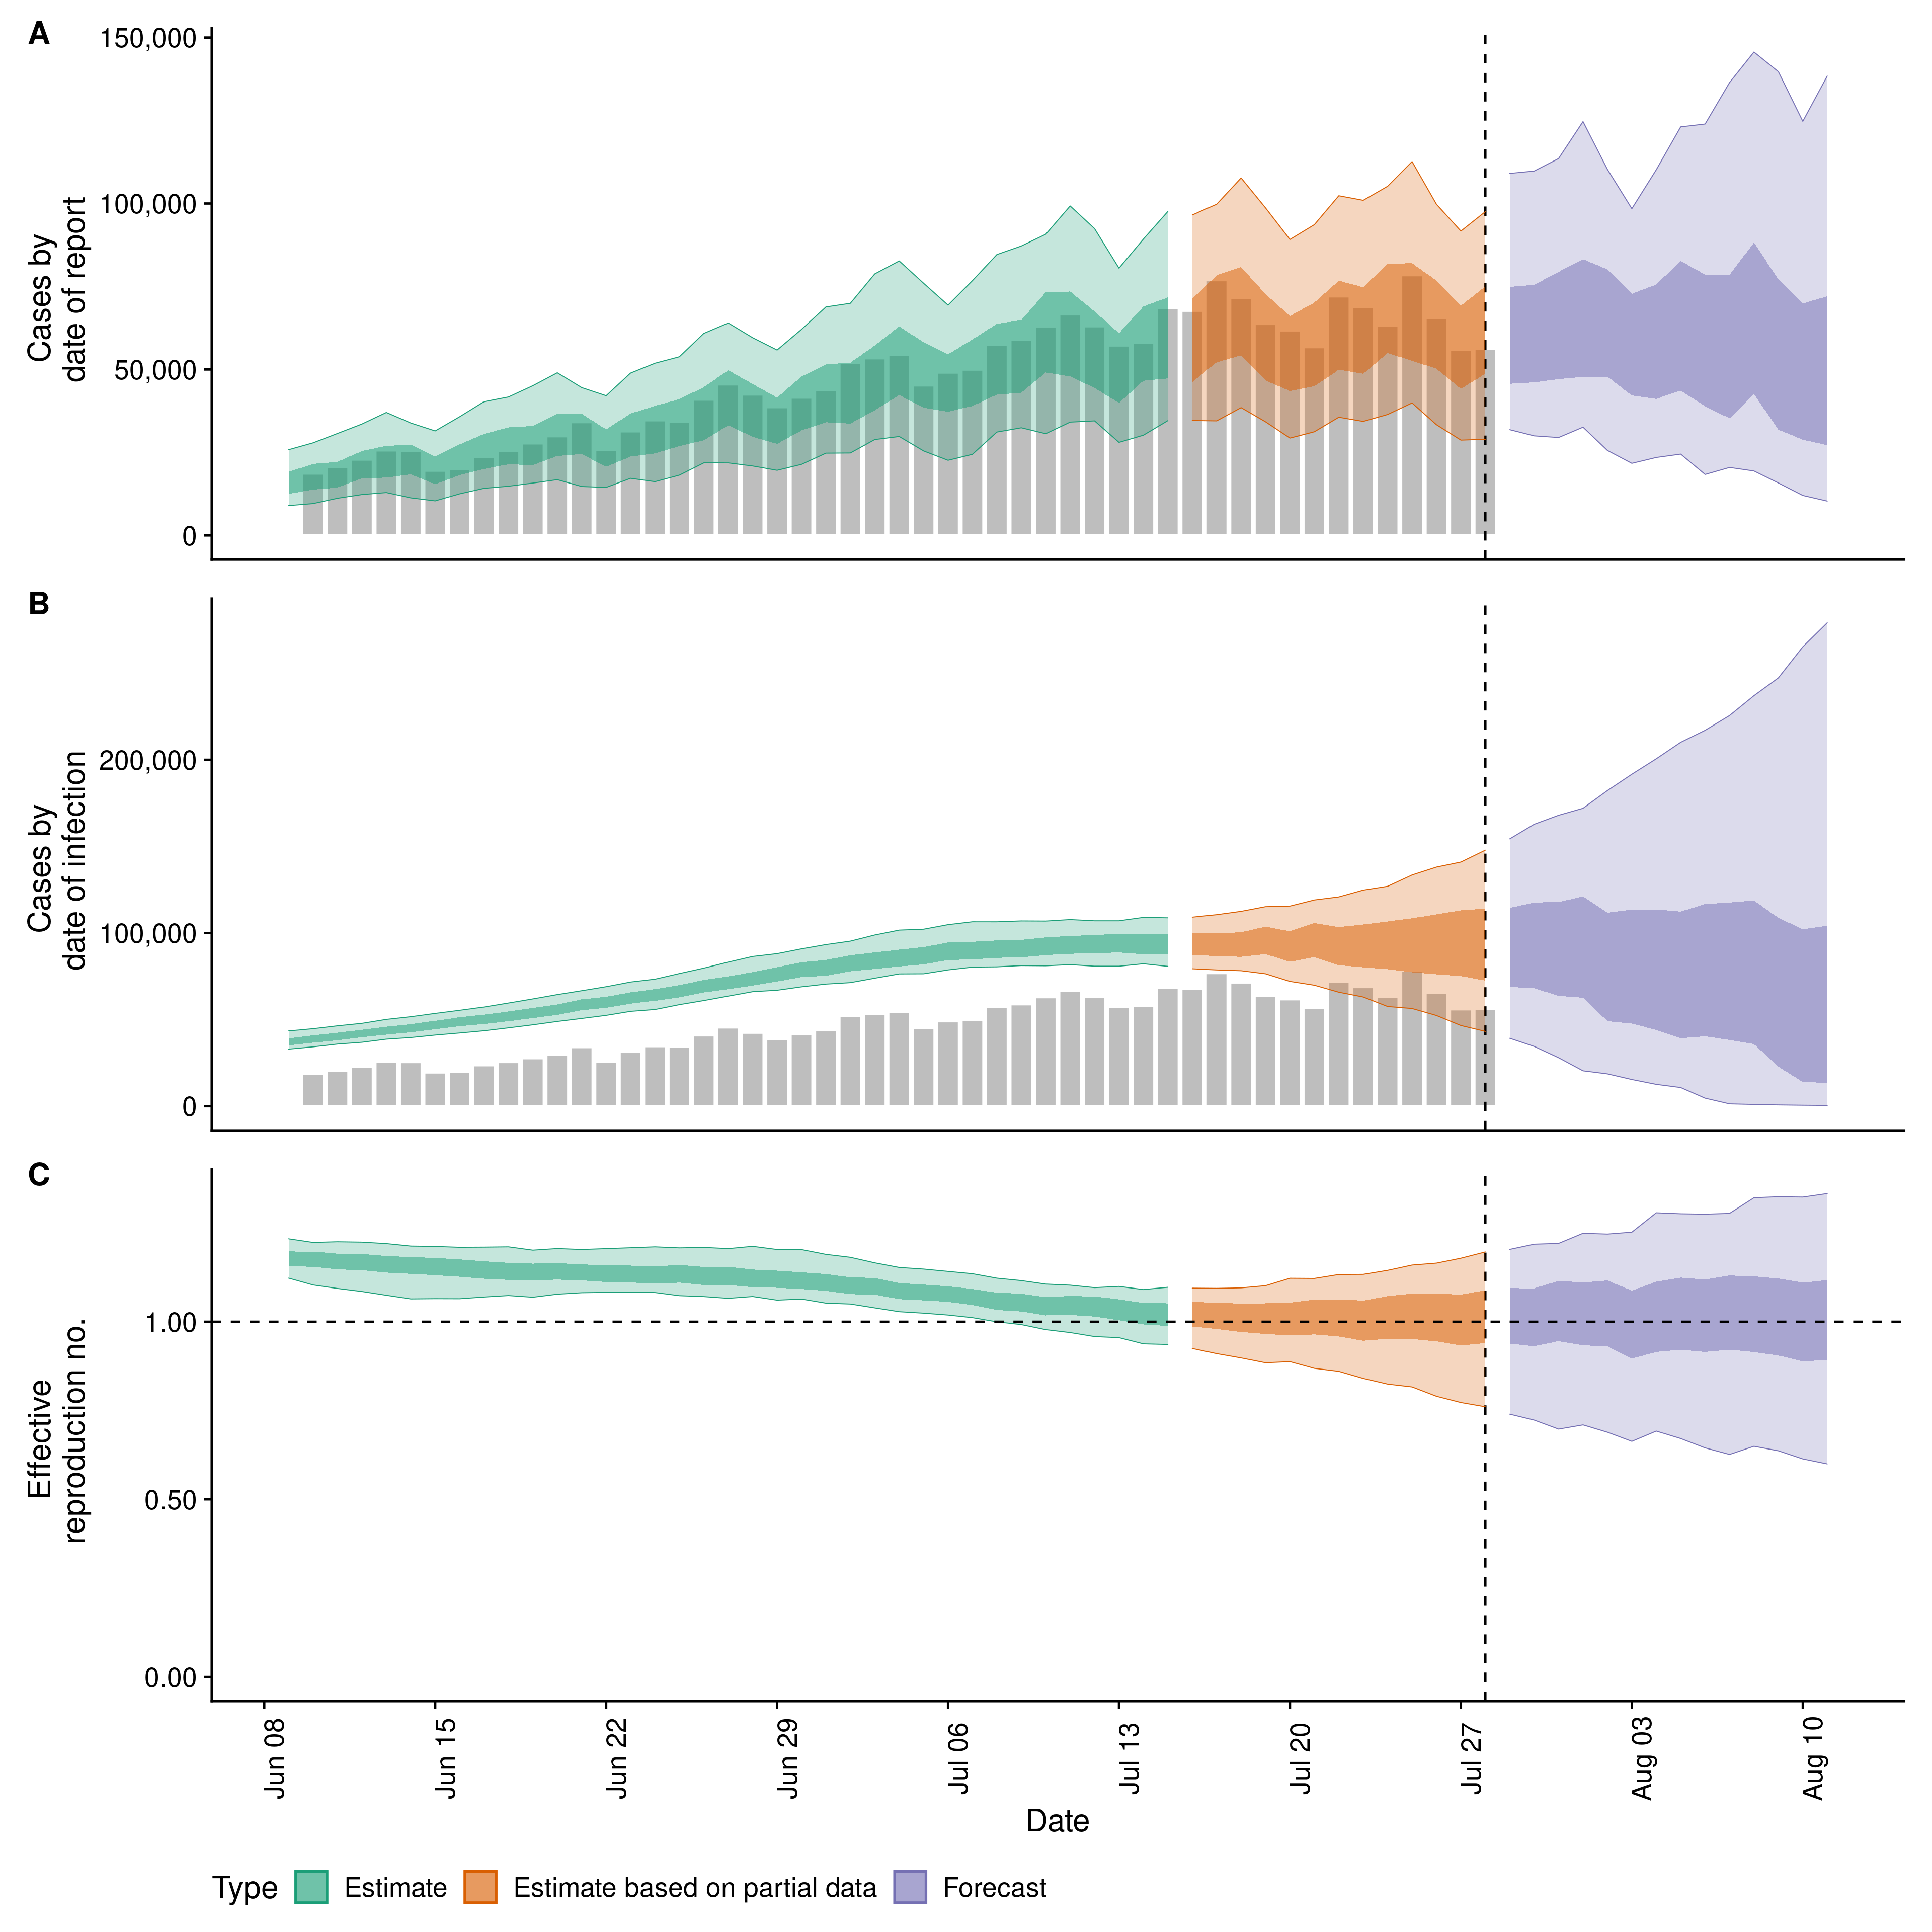 A
150,000
100,000
50,000
0
Cases by
date of report
B
200,000
100,000
0
Cases by
date of infection
C
1.00
0.50
0.00
Effective
reproduction no.
Jun 08
Jun 15
Jun 22
Jun 29
Jul 06
Jul 13
Jul 20
Jul 27
Aug 03
Aug 10
Date
Type Estimate Estimate based on partial data Forecast